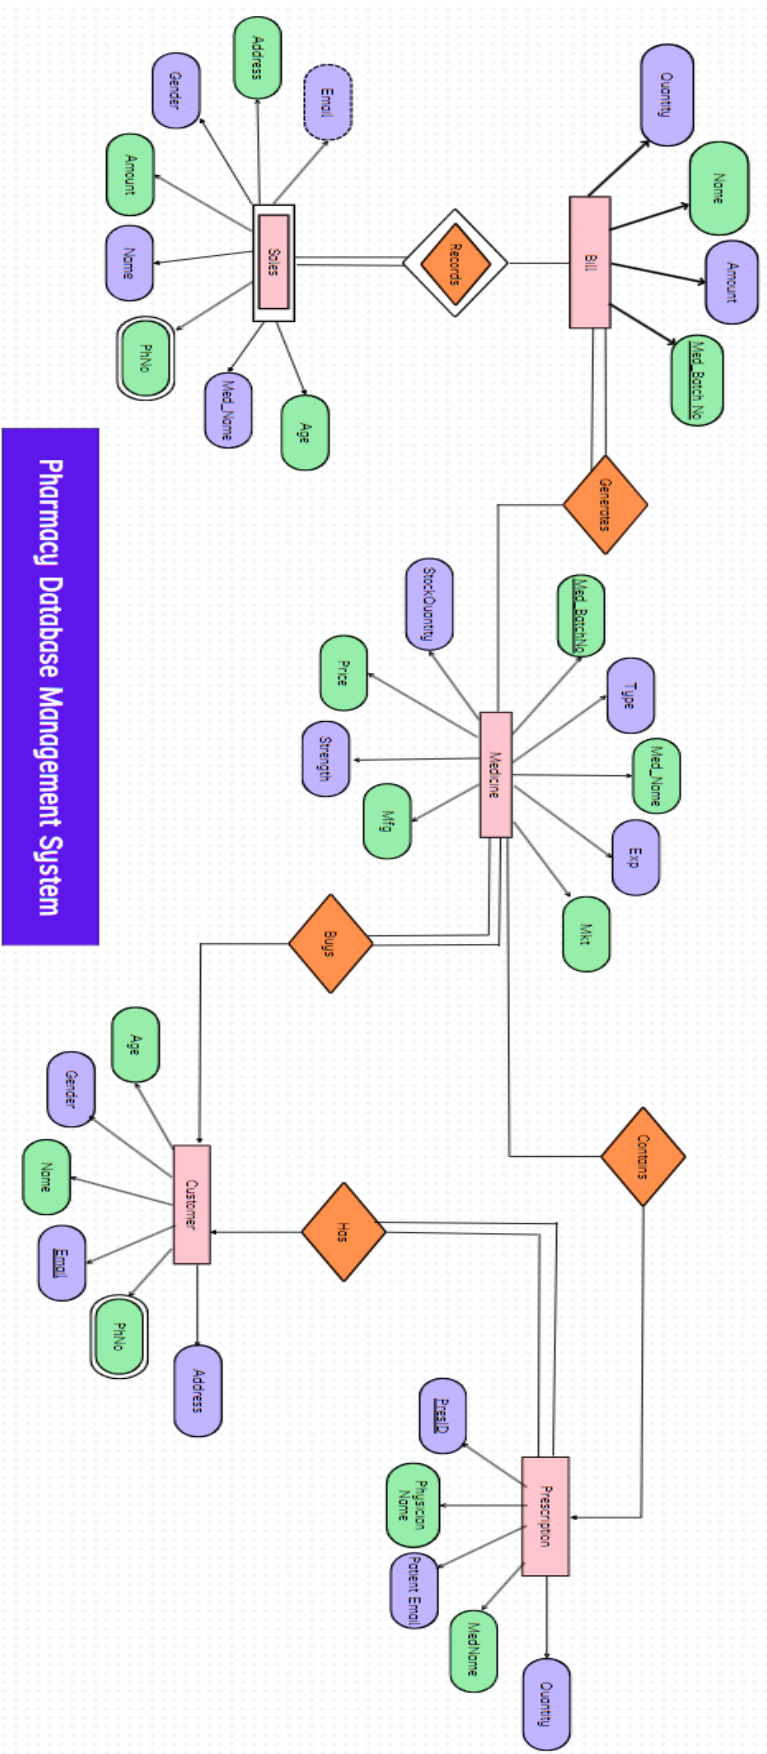 Quantity
Name
Amount
Med_Batch No
Bill
Generates
Records
Email
Address
Gender
Amount
Name
PhNo
Med_Name
Age
Sales
Med_BatchNo
Type
Med_Name
Exp
Mkt
StockQuantity
Price
Strength
Mfg
Medicine
Buys
Contains
Has
Customer
Age
Gender
Name
Email
PhNo
Address
Prescription
PresID
Physician
Name
Patient Email
MedName
Quantity
Pharmacy Database Management System